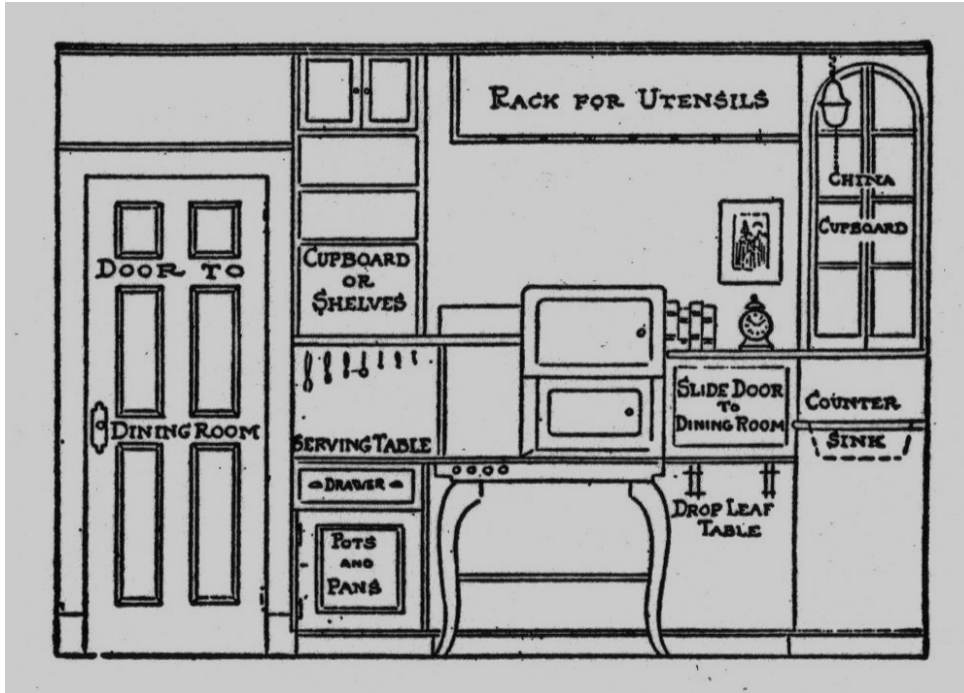 RACK FOR UTENSILS
CHINA
CUPBOARD
DOOR TO
DINING ROOM
CUPBOARD
OR
SHELVES
SERVING TABLE
DRAWER
POTS
AND
PANS
SLIDE DOOR
TO
DINING ROOM
DROP LEAF
TABLE
COUNTER
SINK